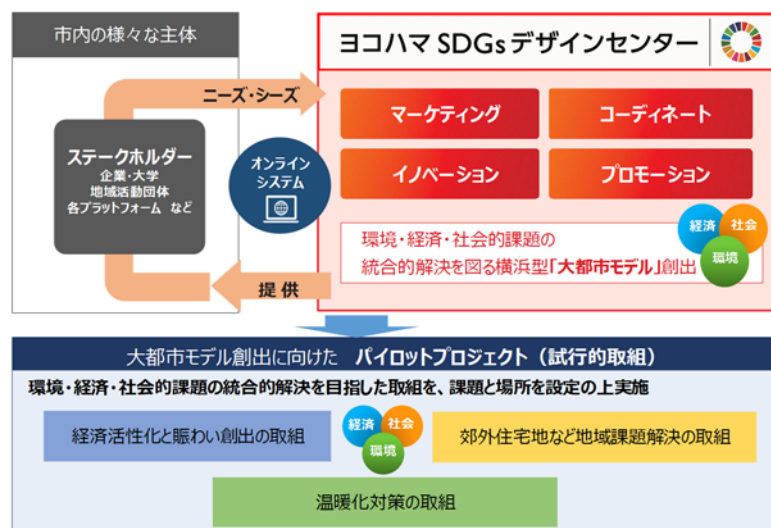 市内の様々な主体
ヨコハマ SDGsデザインセンター
ニーズ・シーズ
ステークホルダー
企業・大学
地域活動団体
各プラットフォーム など
オンライン
システム
マーケティング
コーディネート
イノベーション
プロモーション
環境・経済・社会的課題の
統合的解決を図る横浜型「大都市モデル」創出
経済
社会
環境
提供
大都市モデル創出に向けた パイロットプロジェクト（試行的取組）
環境・経済・社会的課題の統合的解決を目指した取組を、課題と場所を設定の上実施
経済活性化と賑わい創出の取組
経済
社会
環境
郊外住宅地など地域課題解決の取組
温暖化対策の取組